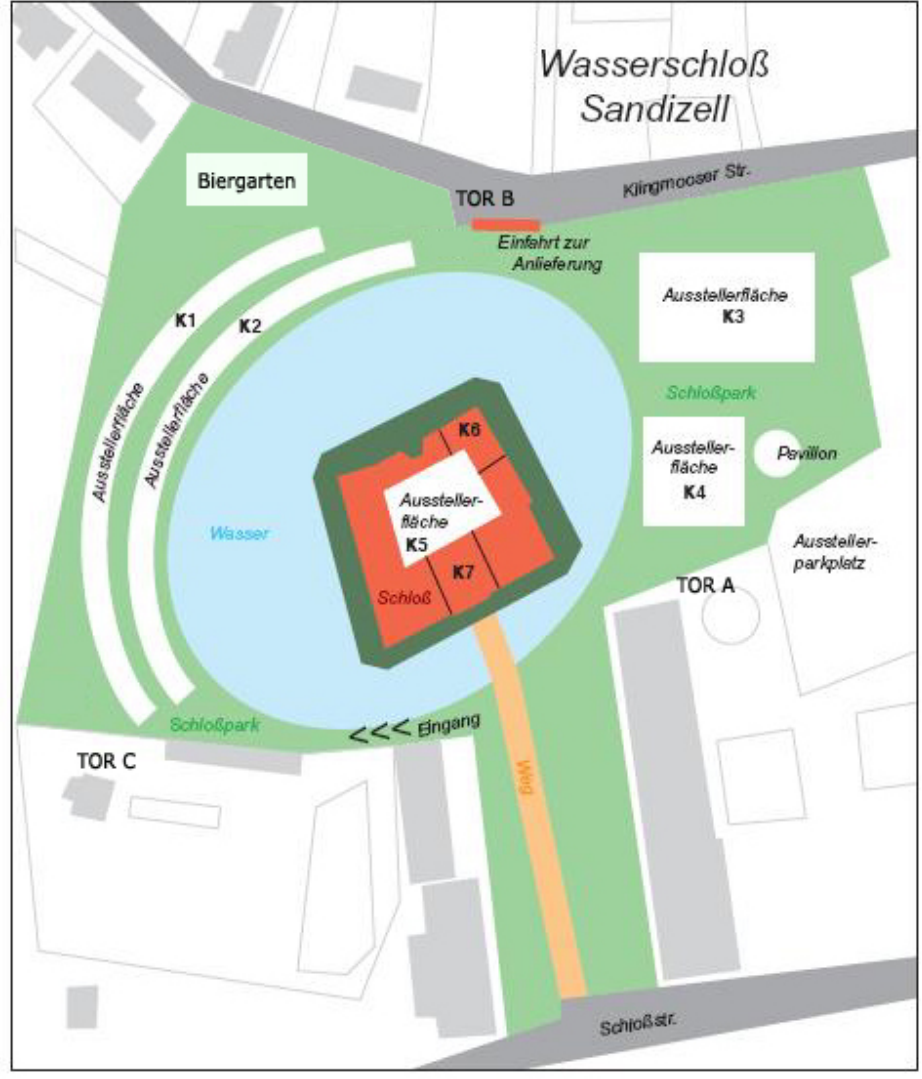 Wasserschloß
Sandizell
Klingmooser Str.
Biergarten
TOR B
Einfahrt zur
Anlieferung
Ausstellerfläche
K3
K1
Ausstellerfläche
K2
Ausstellerfläche
Schloßpark
K6
Aussteller-
fläche
K4
Pavillon
Aussteller-
fläche
K5
Wasser
K7
Schloß
Aussteller-
parkplatz
TOR A
Schloßpark
<<< Eingang
TOR C
Weg
Schloßstr.